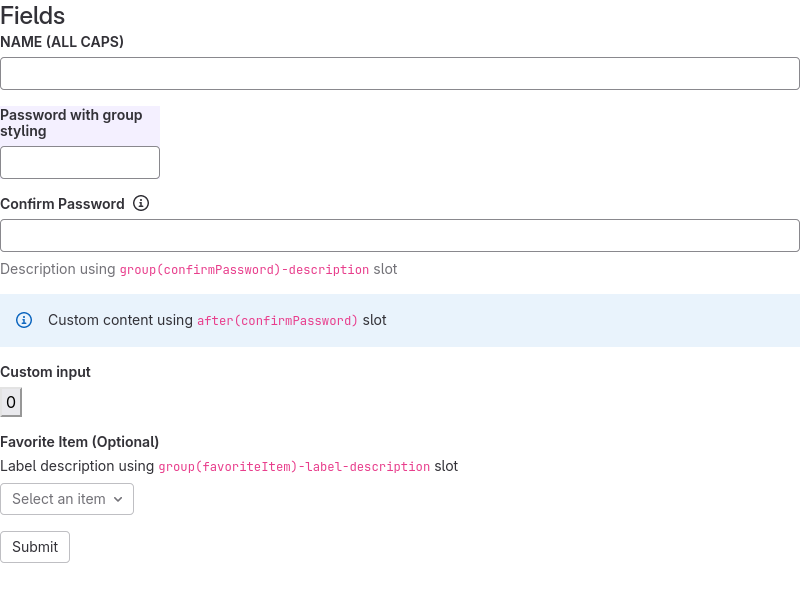 Fields
NAME (ALL CAPS)
Password with group
styling
Confirm Password
Description using group(confirmPassword)-description slot
Custom content using after(confirmPassword) slot
Custom input
0
Favorite Item (Optional)
Label description using group(favoriteItem)-label-description slot
Select an item
Submit